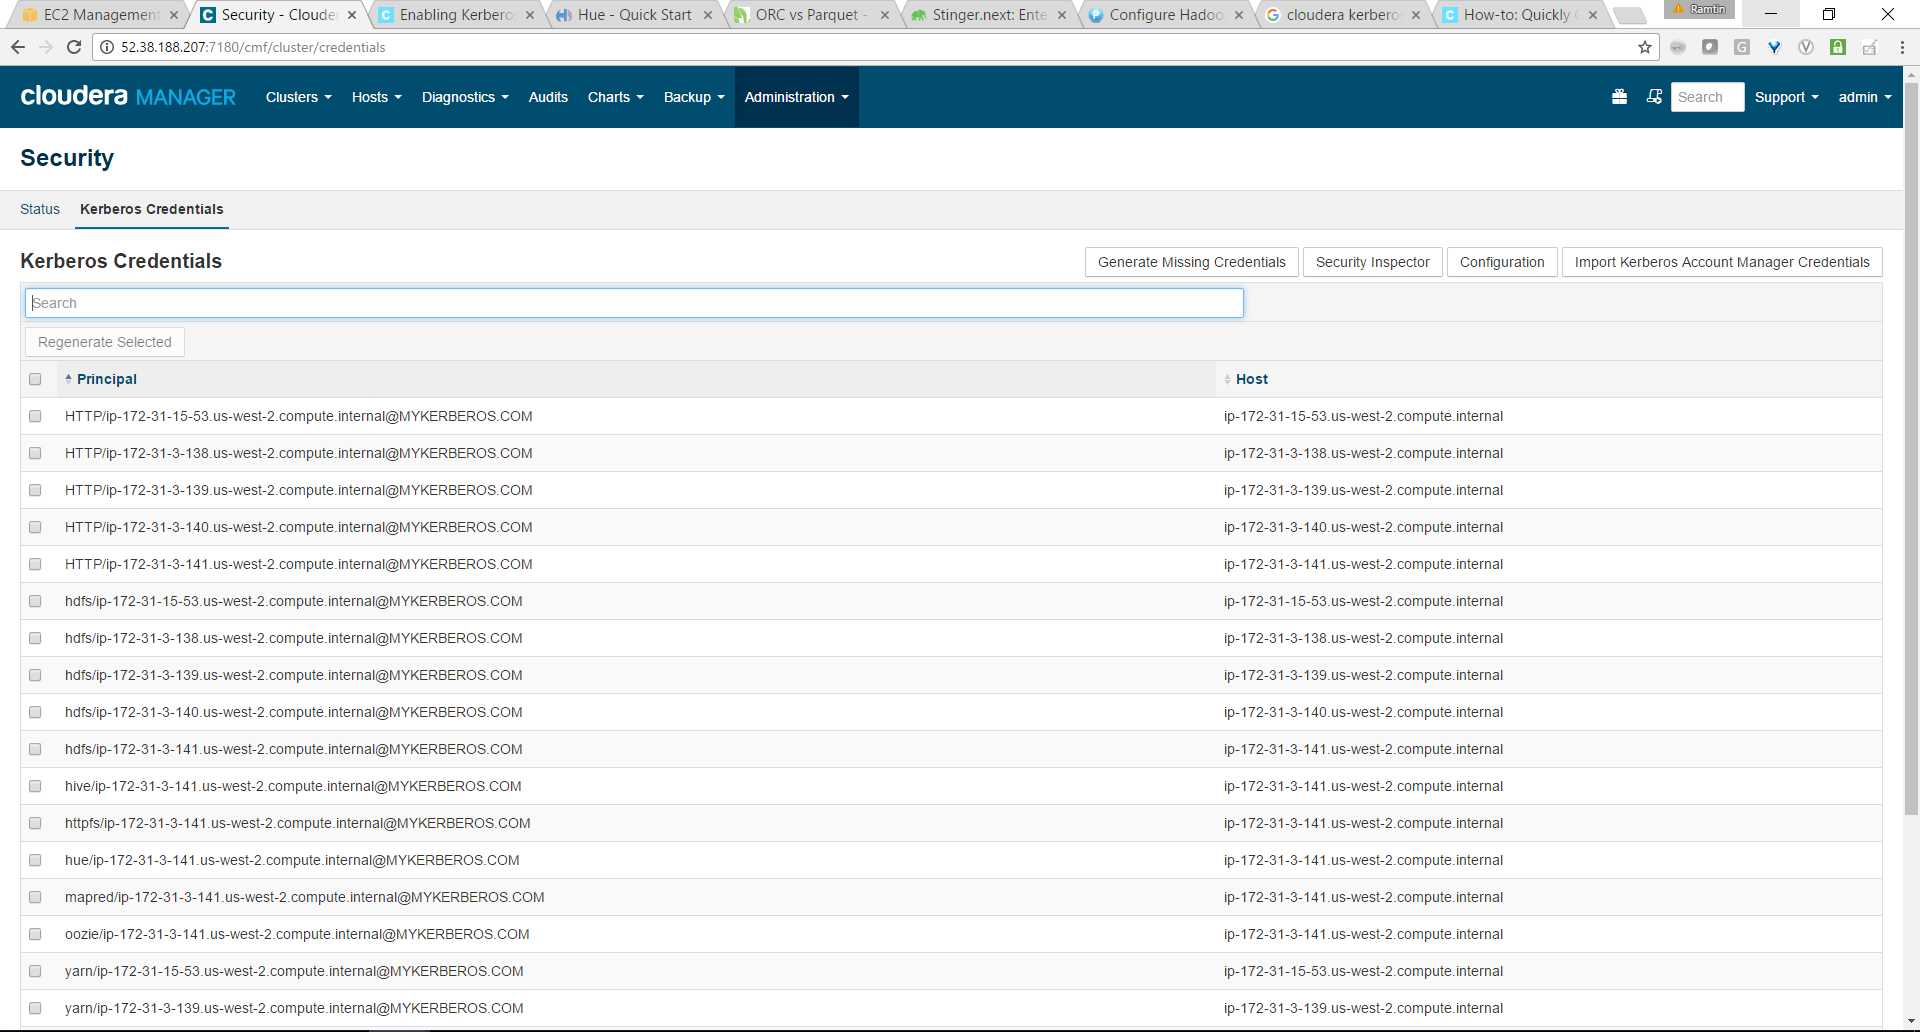 EC2 Management
Security - Clouder
Enabling Kerberos
Hue - Quick Start
ORC vs Parquet -
Stinger.next: Ente
Configure Hadoo
cloudera kerbero
How-to: Quickly
Ramtin
52.38.188.207:7180/cmf/cluster/credentials
cloudera MANAGER Clusters Hosts Diagnostics Audits Charts Backup Administration Search Support admin
Security
Status Kerberos Credentials
Kerberos Credentials Generate Missing Credentials Security Inspector Configuration Import Kerberos Account Manager Credentials
Search
Regenerate Selected
Principal Host
HTTP/ip-172-31-15-53.us-west-2.compute.internal@MYKERBEROS.COM ip-172-31-15-53.us-west-2.compute.internal
HTTP/ip-172-31-3-138.us-west-2.compute.internal@MYKERBEROS.COM ip-172-31-3-138.us-west-2.compute.internal
HTTP/ip-172-31-3-139.us-west-2.compute.internal@MYKERBEROS.COM ip-172-31-3-139.us-west-2.compute.internal
HTTP/ip-172-31-3-140.us-west-2.compute.internal@MYKERBEROS.COM ip-172-31-3-140.us-west-2.compute.internal
HTTP/ip-172-31-3-141.us-west-2.compute.internal@MYKERBEROS.COM ip-172-31-3-141.us-west-2.compute.internal
hdfs/ip-172-31-15-53.us-west-2.compute.internal@MYKERBEROS.COM ip-172-31-15-53.us-west-2.compute.internal
hdfs/ip-172-31-3-138.us-west-2.compute.internal@MYKERBEROS.COM ip-172-31-3-138.us-west-2.compute.internal
hdfs/ip-172-31-3-139.us-west-2.compute.internal@MYKERBEROS.COM ip-172-31-3-139.us-west-2.compute.internal
hdfs/ip-172-31-3-140.us-west-2.compute.internal@MYKERBEROS.COM ip-172-31-3-140.us-west-2.compute.internal
hdfs/ip-172-31-3-141.us-west-2.compute.internal@MYKERBEROS.COM ip-172-31-3-141.us-west-2.compute.internal
hive/ip-172-31-3-141.us-west-2.compute.internal@MYKERBEROS.COM ip-172-31-3-141.us-west-2.compute.internal
httpfs/ip-172-31-3-141.us-west-2.compute.internal@MYKERBEROS.COM ip-172-31-3-141.us-west-2.compute.internal
hue/ip-172-31-3-141.us-west-2.compute.internal@MYKERBEROS.COM ip-172-31-3-141.us-west-2.compute.internal
mapred/ip-172-31-3-141.us-west-2.compute.internal@MYKERBEROS.COM ip-172-31-3-141.us-west-2.compute.internal
oozie/ip-172-31-3-141.us-west-2.compute.internal@MYKERBEROS.COM ip-172-31-3-141.us-west-2.compute.internal
yarn/ip-172-31-15-53.us-west-2.compute.internal@MYKERBEROS.COM ip-172-31-15-53.us-west-2.compute.internal
yarn/ip-172-31-3-139.us-west-2.compute.internal@MYKERBEROS.COM ip-172-31-3-139.us-west-2.compute.internal